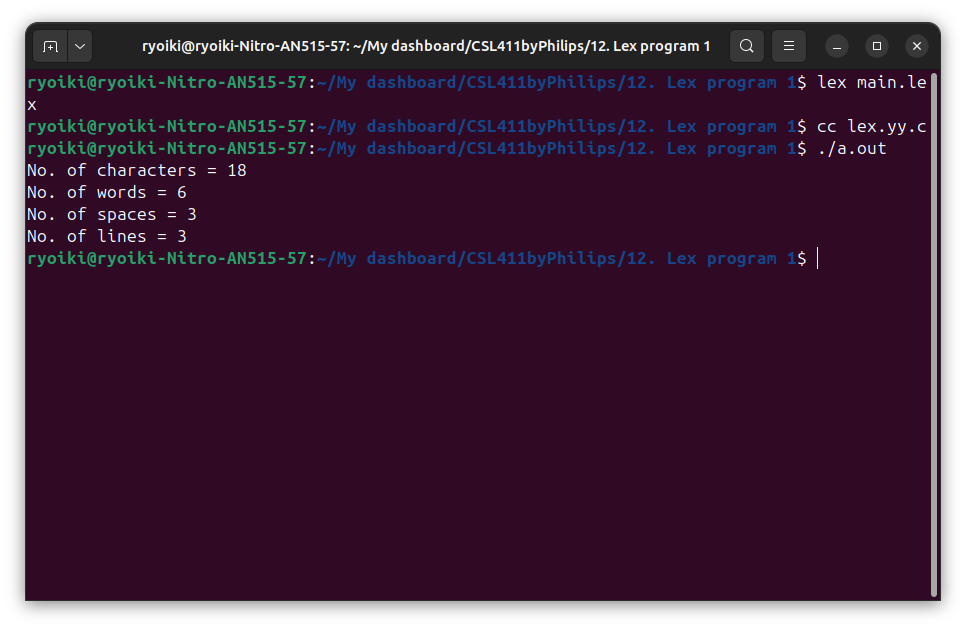 ryoiki@ryoiki-Nitro-AN515-57: ~/My dashboard/CSL411byPhilips/12. Lex program 1
ryoiki@ryoiki-Nitro-AN515-57:~/My dashboard/CSL411byPhilips/12. Lex program 1$ lex main.le
x
ryoiki@ryoiki-Nitro-AN515-57:~/My dashboard/CSL411byPhilips/12. Lex program 1$ cc lex.yy.c
ryoiki@ryoiki-Nitro-AN515-57:~/My dashboard/CSL411byPhilips/12. Lex program 1$ ./a.out
No. of characters = 18
No. of words = 6
No. of spaces = 3
No. of lines = 3
ryoiki@ryoiki-Nitro-AN515-57:~/My dashboard/CSL411byPhilips/12. Lex program 1$